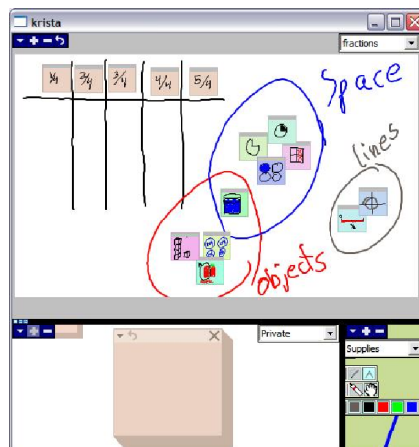 krista
fractions
1/4 2/4 3/4 4/4 5/4
Space
lines
objects
Private
Supplies